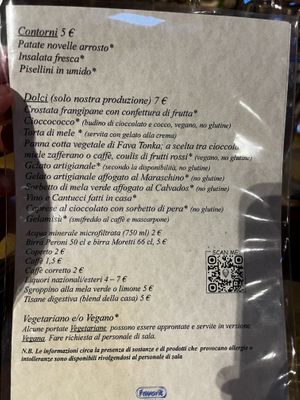 Contorni 5 €
Patate novelle arrosto*
Insalata fresca*
Pisellini in umido*
Dolci (solo nostra produzione) 7 €
Crostata frangipane con confettura di frutta*
Cioccococco* (budino di cioccolato e cocco, vegano, no glutine)
Torta di mele * (servita con gelato alla crema)
Panna cotta vegetale di Fava Tonka; a scelta tra cioccola
miele zafferano o caffè, coulis di frutti rossi* (vegano, no glutine)
Gelato artigianale* (secondo la disponibilità, no glutine)
Gelato artigianale affogato al Maraschino* (no glutine)
Sorbetto di mela verde affogato al Calvados* (no glutine)
Vino e Cantucci fatti in casa*
Caprese al cioccolato con sorbetto di pera* (no glutine)
Gelamisù* (smifreddo al caffè e mascarpone)
Acqua minerale microfiltrata (750 ml) 2 €
Birra Peroni 50 cl e birra Moretti 66 cl, 5 €
Coperto 2 €
Caffè 1,5 €
Caffè corretto 2 €
Liquori nazionali/esteri 4 – 7 €
Sgroppino alla mela verde o limone 5 €
Tisane digestiva (blend della casa) 5 €
SCAN ME
Vegetariano e/o Vegano*
Alcune portate Vegetariane possono essere approntate e servite in versione
Vegana. Fare richiesta al personale di sala.
N.B. Le informazioni circa la presenza di sostanze e di prodotti che provocano allergie o
intolleranze sono disponibili rivolgendosi al personale di sala.
Favorit